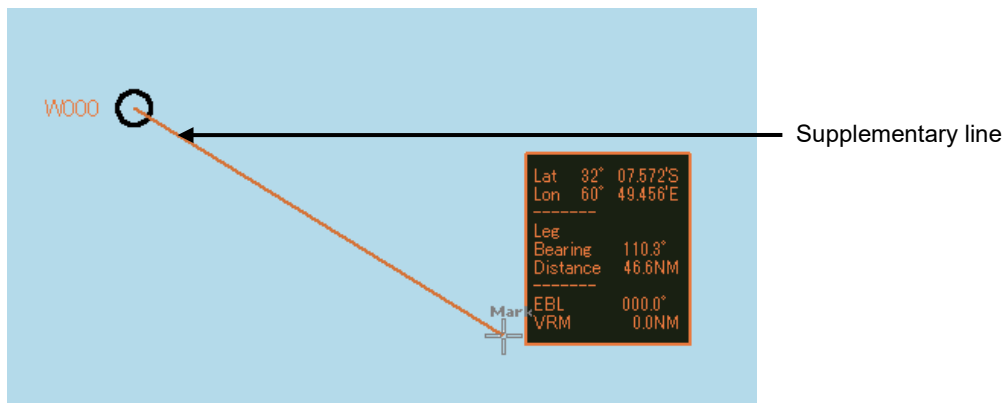 W000
Supplementary line
Lat 32° 07.572'S
Lon 60° 49.456'E
-------
Leg
Bearing 110.3°
Distance 46.6NM
-------
EBL 000.0°
VRM 0.0NM
Mark